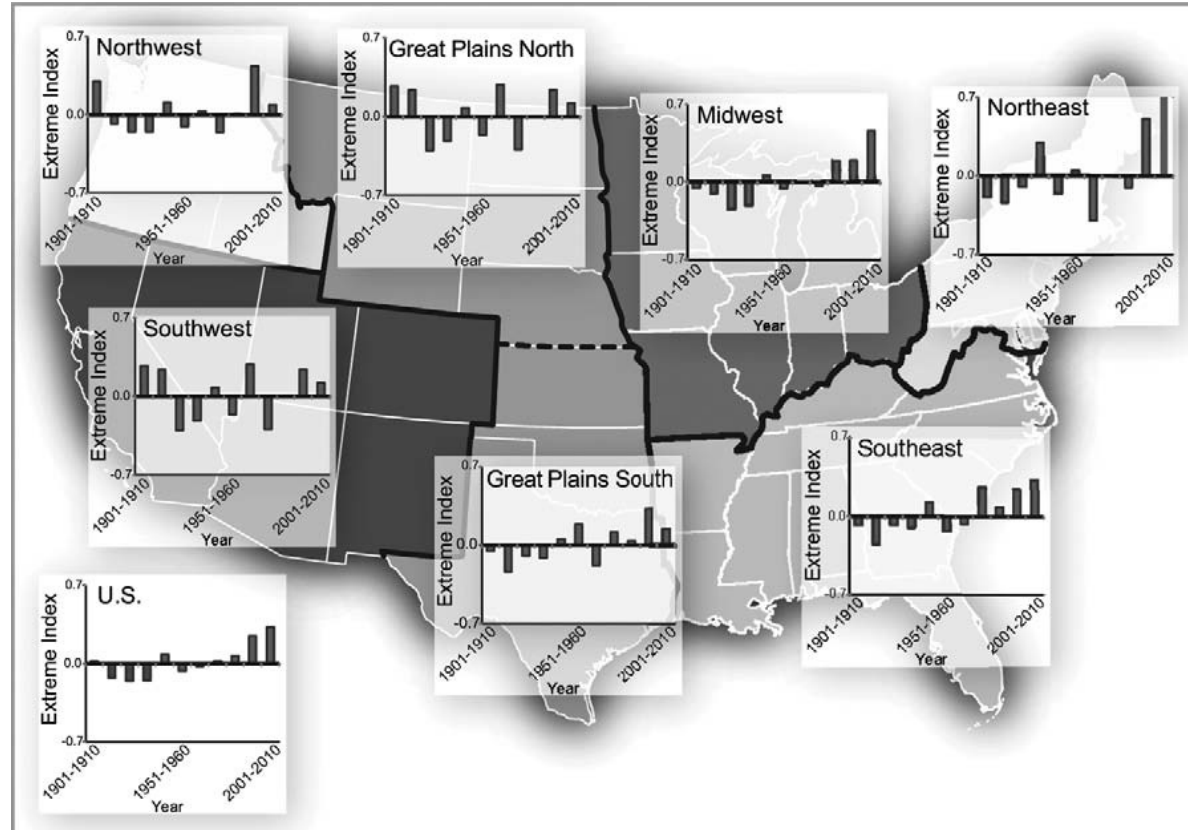 Northwest
0.7
0.0
-0.7
Extreme Index
1901-1910
1951-1960
2001-2010
Year
Great Plains North
0.7
0.0
-0.7
Extreme Index
1901-1910
1951-1960
2001-2010
Year
Midwest
0.7
0.0
-0.7
Extreme Index
1901-1910
1951-1960
2001-2010
Year
Northeast
0.7
0.0
-0.7
Extreme Index
1901-1910
1951-1960
2001-2010
Year
Southwest
0.7
0.0
-0.7
Extreme Index
1901-1910
1951-1960
2001-2010
Year
Great Plains South
0.7
0.0
-0.7
Extreme Index
1901-1910
1951-1960
2001-2010
Year
Southeast
0.7
0.0
-0.7
Extreme Index
1901-1910
1951-1960
2001-2010
Year
U.S.
0.7
0.0
-0.7
Extreme Index
1901-1910
1951-1960
2001-2010
Year